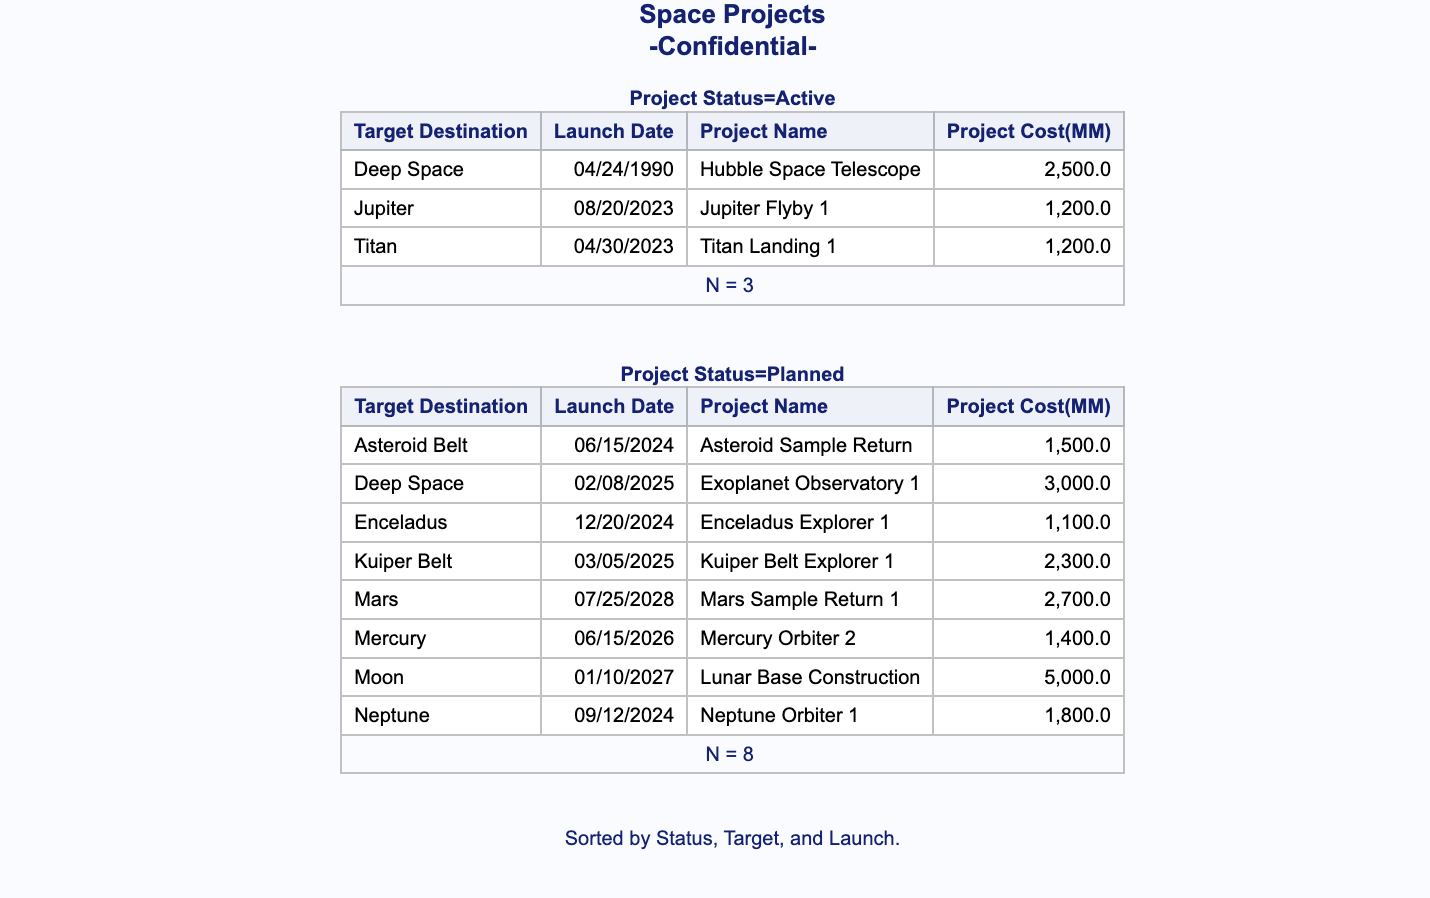 Space Projects
-Confidential-
Project Status=Active
Target Destination Launch Date Project Name Project Cost(MM)
Deep Space 04/24/1990 Hubble Space Telescope 2,500.0
Jupiter 08/20/2023 Jupiter Flyby 1 1,200.0
Titan 04/30/2023 Titan Landing 1 1,200.0
N = 3
Project Status=Planned
Target Destination Launch Date Project Name Project Cost(MM)
Asteroid Belt 06/15/2024 Asteroid Sample Return 1,500.0
Deep Space 02/08/2025 Exoplanet Observatory 1 3,000.0
Enceladus 12/20/2024 Enceladus Explorer 1 1,100.0
Kuiper Belt 03/05/2025 Kuiper Belt Explorer 1 2,300.0
Mars 07/25/2028 Mars Sample Return 1 2,700.0
Mercury 06/15/2026 Mercury Orbiter 2 1,400.0
Moon 01/10/2027 Lunar Base Construction 5,000.0
Neptune 09/12/2024 Neptune Orbiter 1 1,800.0
N = 8
Sorted by Status, Target, and Launch.